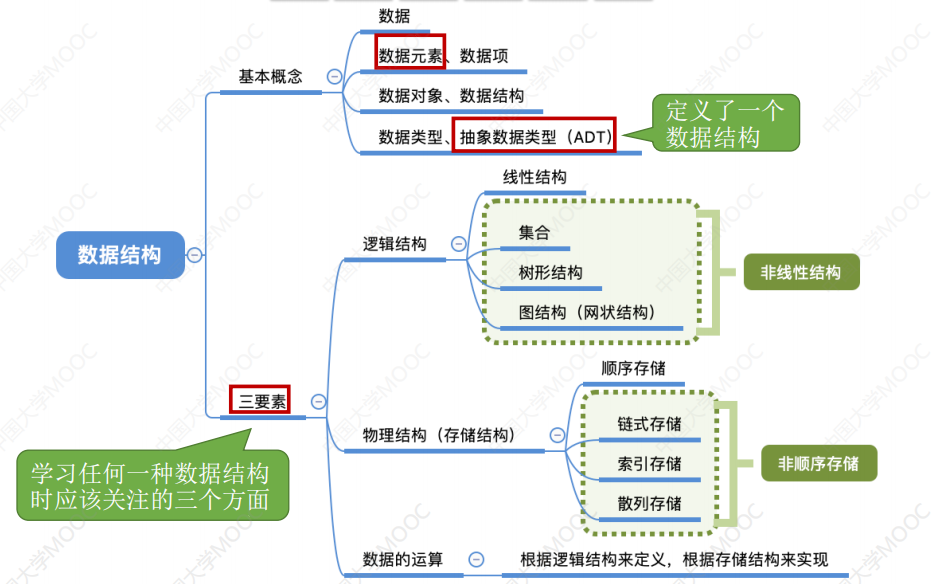 数据
数据元素、数据项
基本概念
数据对象、数据结构
数据类型、抽象数据类型（ADT)
定义了一个
数据结构
线性结构
逻辑结构
集合
树形结构
图结构（网状结构）
非线性结构
数据结构
顺序存储
三要素
物理结构（存储结构）
链式存储
索引存储
散列存储
非顺序存储
学习任何一种数据结构
时应该关注的三个方面
数据的运算
根据逻辑结构来定义，根据存储结构来实现
中国大学MOOC